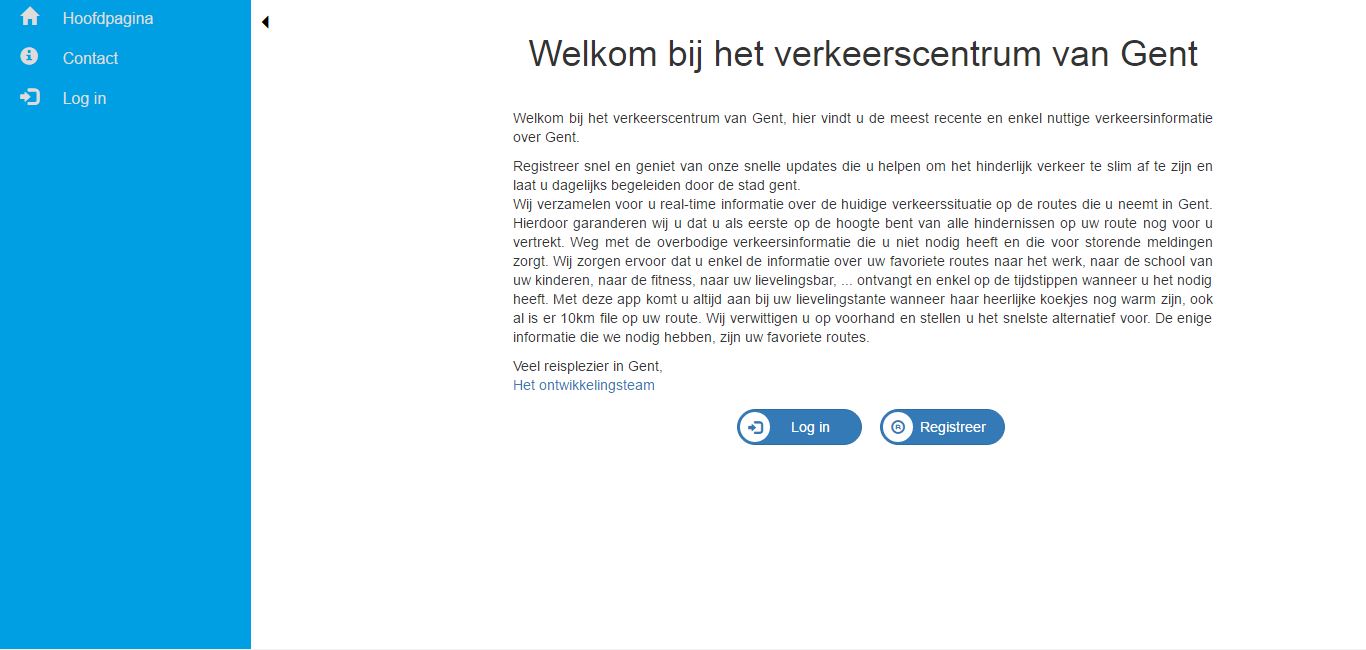 Hoofdpagina
Contact
Log in
Welkom bij het verkeerscentrum van Gent
Welkom bij het verkeerscentrum van Gent, hier vindt u de meest recente en enkel nuttige verkeersinformatie
over Gent.
Registreer snel en geniet van onze snelle updates die u helpen om het hinderlijk verkeer te slim af te zijn en
laat u dagelijks begeleiden door de stad gent.
Wij verzamelen voor u real-time informatie over de huidige verkeerssituatie op de routes die u neemt in Gent.
Hierdoor garanderen wij u dat u als eerste op de hoogte bent van alle hindernissen op uw route nog voor u
vertrekt. Weg met de overbodige verkeersinformatie die u niet nodig heeft en die voor storende meldingen
zorgt. Wij zorgen ervoor dat u enkel de informatie over uw favoriete routes naar het werk, naar de school van
uw kinderen, naar de fitness, naar uw lievelingsbar, ... ontvangt en enkel op de tijdstippen wanneer u het nodig
heeft. Met deze app komt u altijd aan bij uw lievelingstante wanneer haar heerlijke koekjes nog warm zijn, ook
al is er 10km file op uw route. Wij verwittigen u op voorhand en stellen u het snelste alternatief voor. De enige
informatie die we nodig hebben, zijn uw favoriete routes.
Veel reisplezier in Gent,
Het ontwikkelingsteam
Log in
Registreer